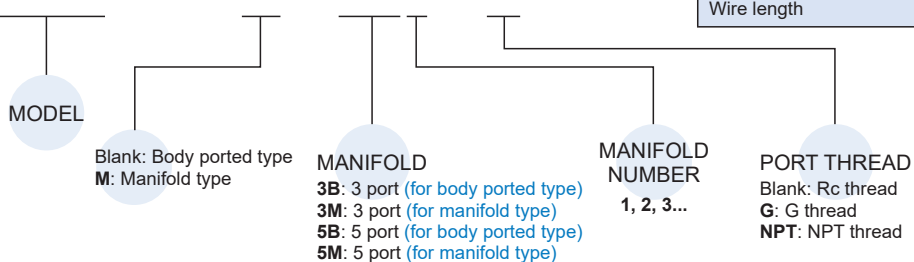 Wire length
MODEL
Blank: Body ported type
M: Manifold type
MANIFOLD
3B: 3 port (for body ported type)
3M: 3 port (for manifold type)
5B: 5 port (for body ported type)
5M: 5 port (for manifold type)
MANIFOLD
NUMBER
1, 2, 3...
PORT THREAD
Blank: Rc thread
G: G thread
NPT: NPT thread